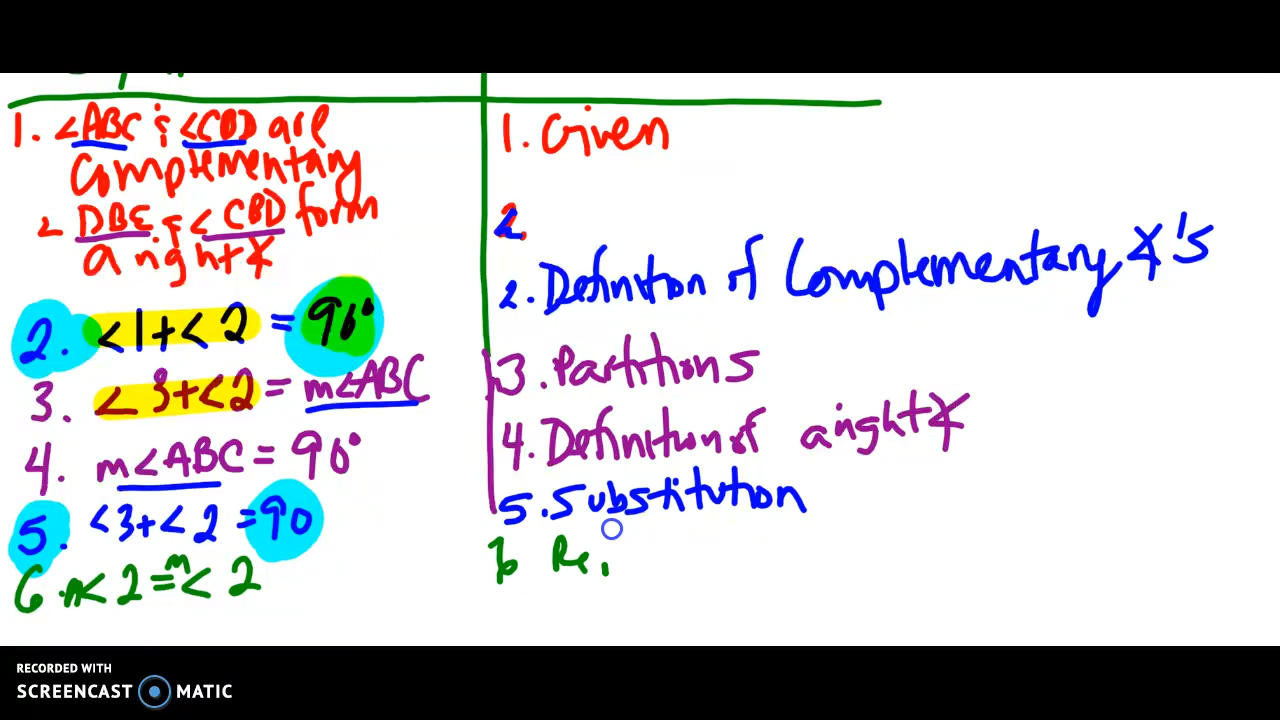 1. <ABC & <CBD are
Complementary
< DBE & < CBD form
a right ∡
2. <1 + < 2 = 90°
3. < 3 + < 2 = m<ABC
4. m<ABC = 90°
5. <3 + < 2 = 90
6. m< 2 = m< 2
1. Given
2.
2. Definition of Complementary ∡'s
3. Partitions
4. Definition of a right ∡
5. Substitution
6 Re
RECORDED WITH
SCREENCAST MATIC